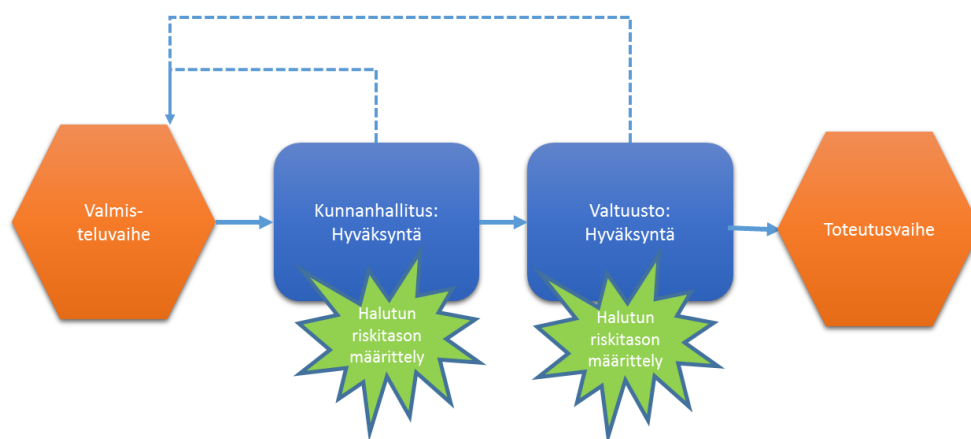 Valmis-
teluvaihe
Kunnanhallitus:
Hyväksyntä
Valtuusto:
Hyväksyntä
Toteutusvaihe
Halutun
riskitason
määrittely
Halutun
riskitason
määrittely